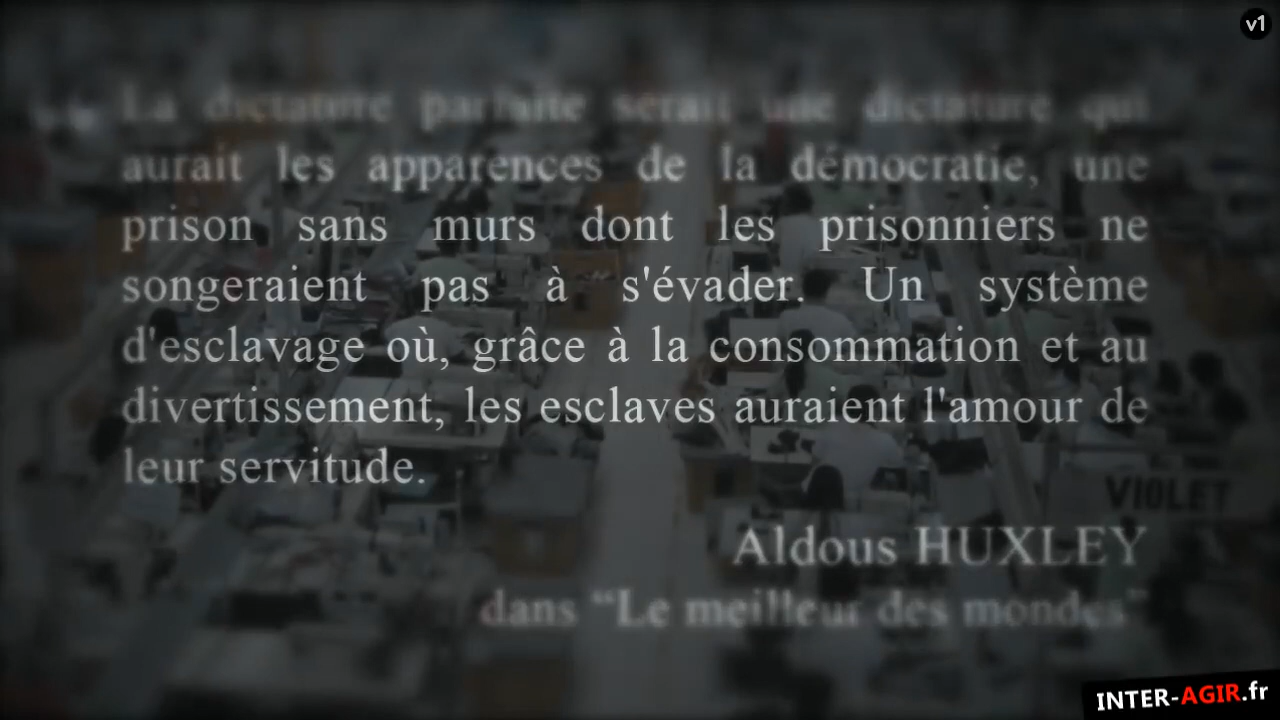 v1
La dictature parfaite serait une dictature qui
aurait les apparences de la démocratie, une
prison sans murs dont les prisonniers ne
songeraient pas à s'évader. Un système
d'esclavage où, grâce à la consommation et au
divertissement, les esclaves auraient l'amour de
leur servitude.
VIOLET
Aldous HUXLEY
dans “Le meilleur des mondes”
INTER-AGIR.fr